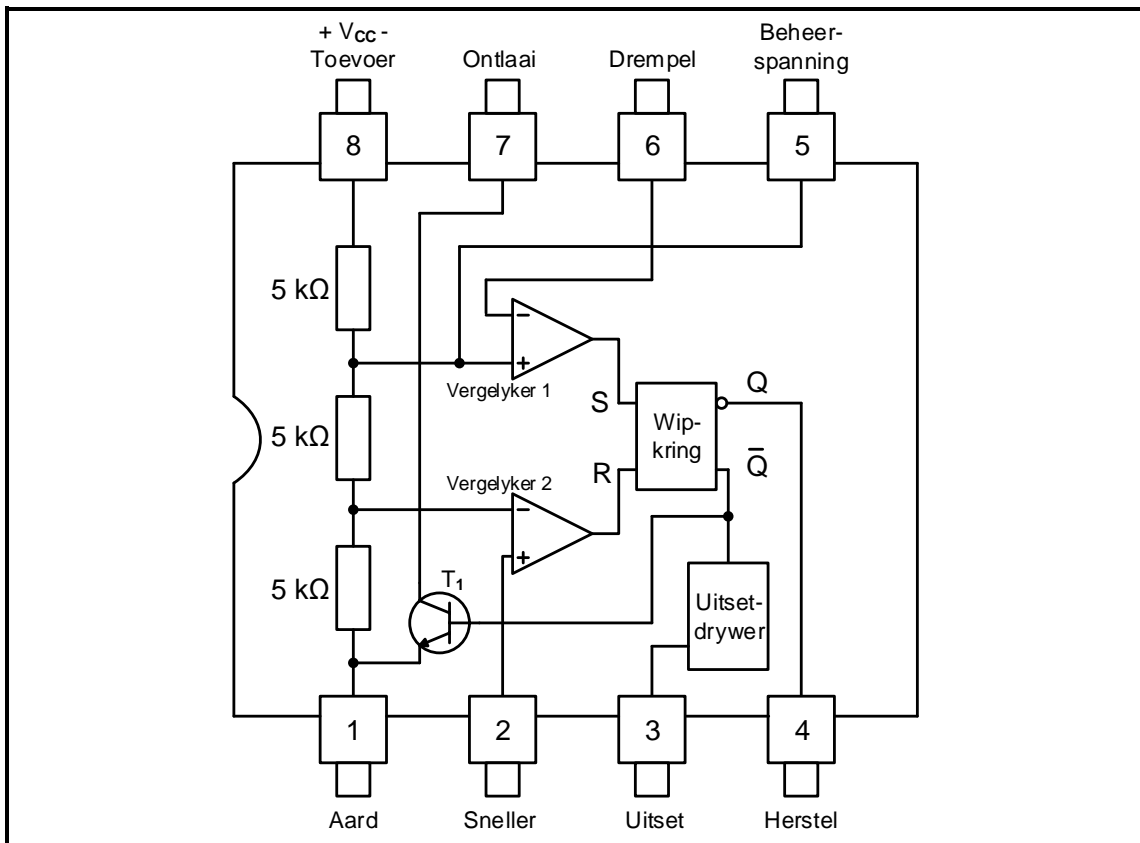 + Vcc -
Toevoer
Ontlaai
Drempel
Beheer-
spanning
8
7
6
5
5 kΩ
−
+
Vergelyker 1
S
Q
Wip-
kring
5 kΩ
R
Q̅
Vergelyker 2
−
+
5 kΩ
T1
Uitset-
drywer
1
2
3
4
Aard
Sneller
Uitset
Herstel